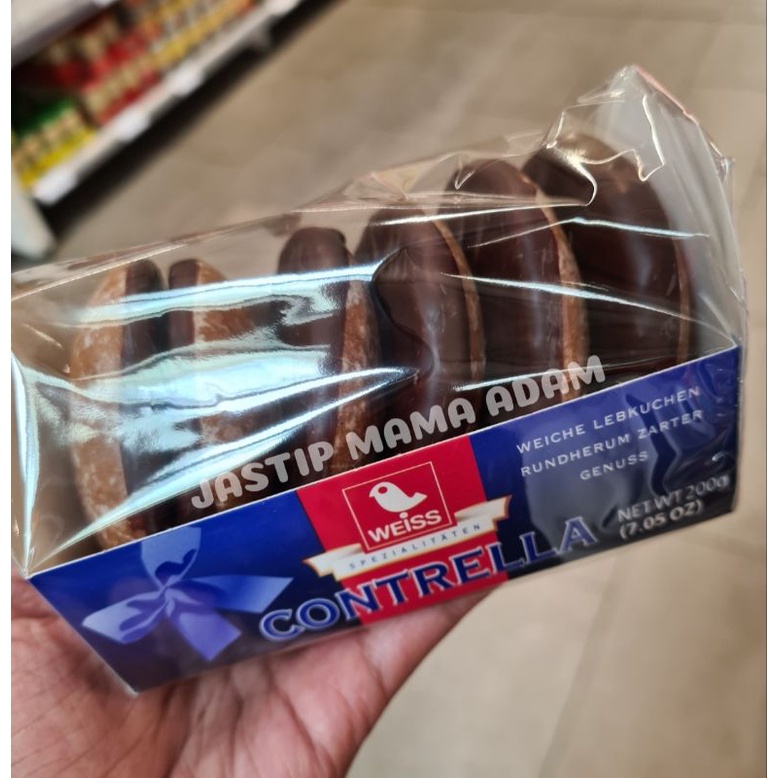 JASTIP MAMA ADAM
WEISS
SPEZIALITÄTEN
CONTRELLA
WEICHE LEBKUCHEN
RUNDHERUM ZARTER
GENUSS
NET WT 200g
(7.05 OZ)